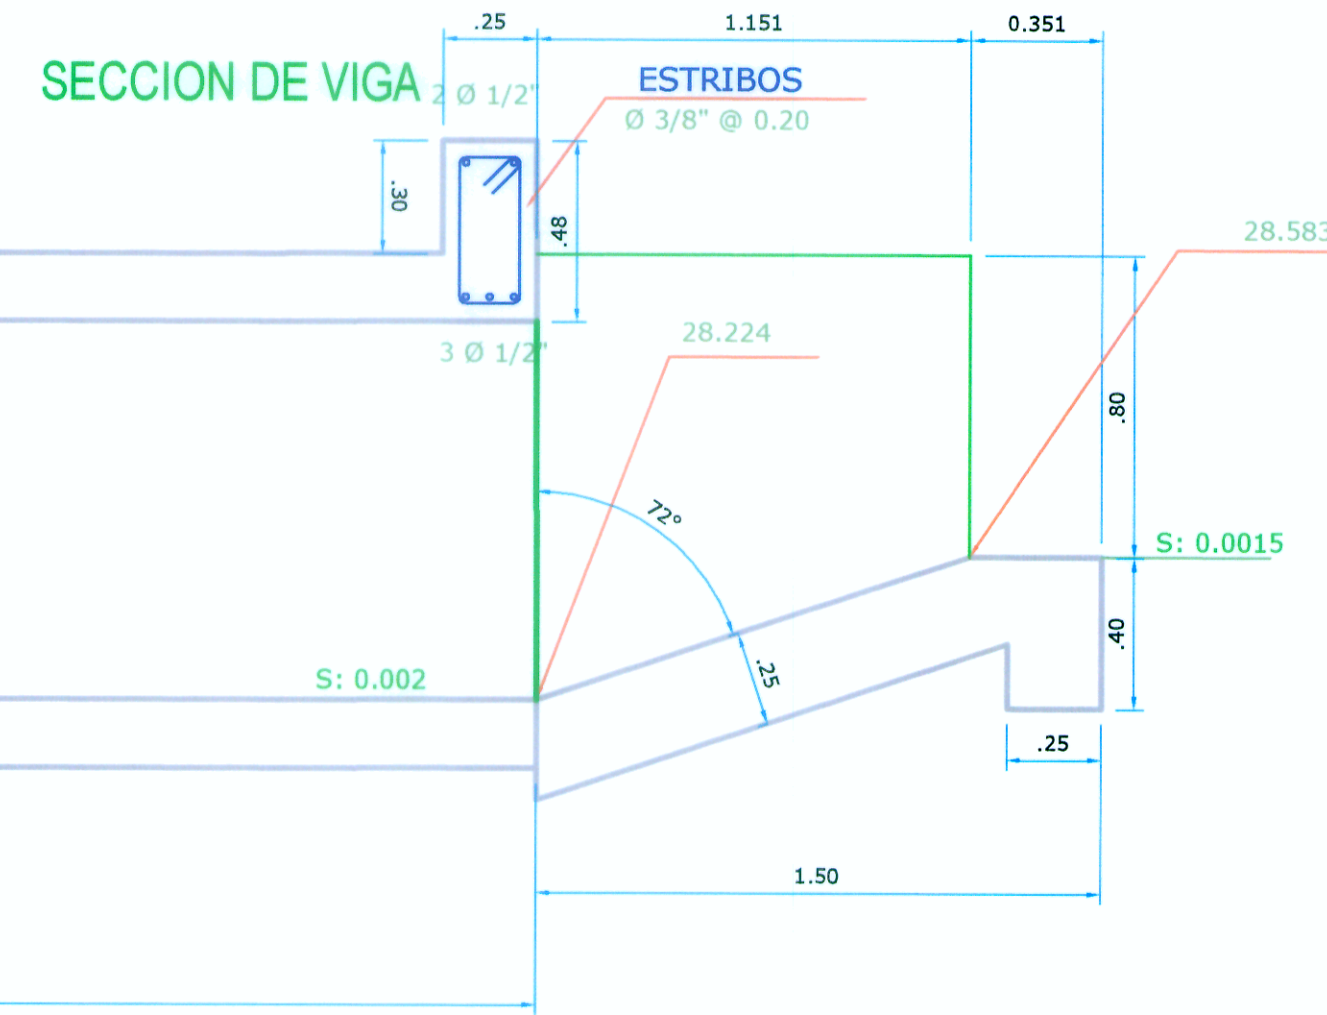 .25
1.151
0.351
SECCION DE VIGA
2 Ø 1/2"
ESTRIBOS
Ø 3/8" @ 0.20
.30
.48
28.583
28.224
3 Ø 1/2"
.80
72°
S: 0.0015
.40
.25
S: 0.002
.25
1.50